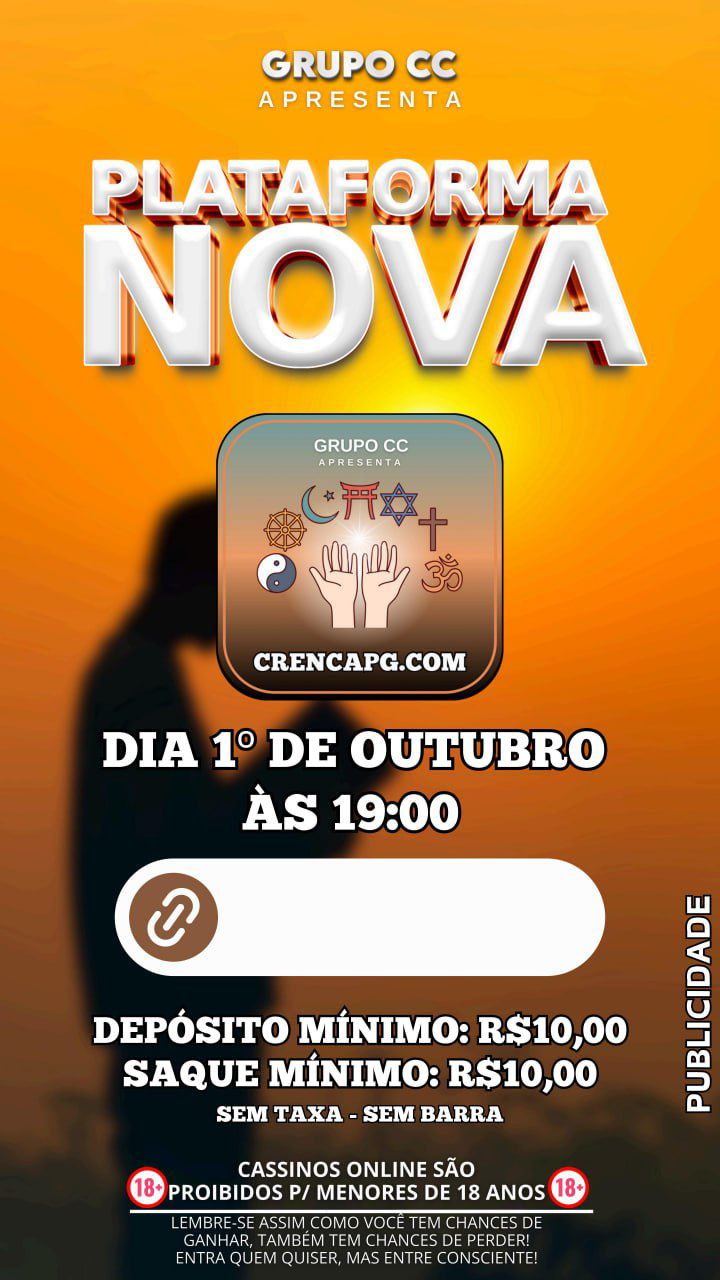 GRUPO CC
APRESENTA
PLATAFORMA
NOVA
GRUPO CC
APRESENTA
CRENCAPG.COM
DIA 1º DE OUTUBRO
ÀS 19:00
DEPÓSITO MÍNIMO: R$10,00
SAQUE MÍNIMO: R$10,00
SEM TAXA - SEM BARRA
PUBLICIDADE
CASSINOS ONLINE SÃO
18+ PROIBIDOS P/ MENORES DE 18 ANOS 18+
LEMBRE-SE ASSIM COMO VOCÊ TEM CHANCES DE
GANHAR, TAMBÉM TEM CHANCES DE PERDER!
ENTRA QUEM QUISER, MAS ENTRE CONSCIENTE!